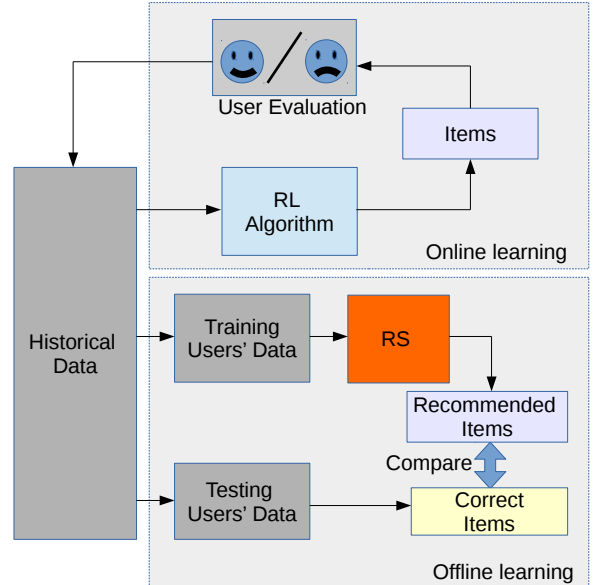 User Evaluation
Items
RL
Algorithm
Online learning
Historical
Data
Training
Users' Data
RS
Recommended
Items
Compare
Testing
Users' Data
Correct
Items
Offline learning